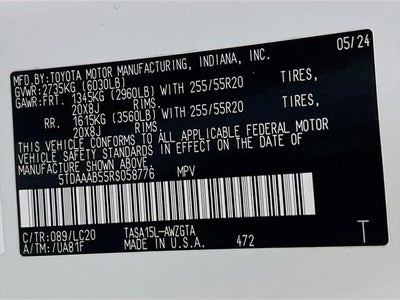 05/24
MFD.BY:TOYOTA MOTOR MANUFACTURING, INDIANA, INC.
GVWR:2735KG (6030LB)
GAWR:FRT. 1345KG (2960LB) WITH 255/55R20 TIRES,
20X8J RIMS.
RR. 1615KG (3560LB) WITH 255/55R20 TIRES,
20X8J RIMS.
THIS VEHICLE CONFORMS TO ALL APPLICABLE FEDERAL MOTOR
VEHICLE SAFETY STANDARDS IN EFFECT ON THE DATE OF
MANUFACTURE SHOWN ABOVE.
5TDAAAB55RS058776 MPV
C/TR:089/LC20 TASA15L-AWZGTA
A/TM:/UA81F MADE IN U.S.A. 472 T